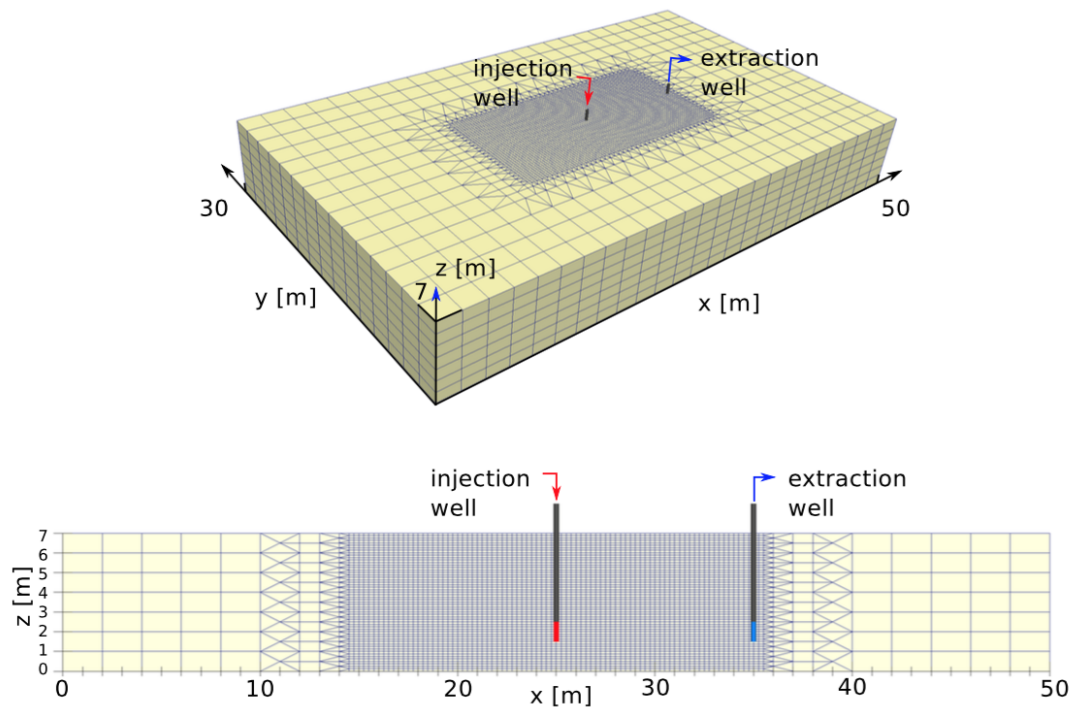 injection
well
extraction
well
30
50
z [m]
7
y [m]
x [m]
injection
well
extraction
well
7
6
5
4
3
2
1
0
z [m]
0
10
20
30
40
50
x [m]